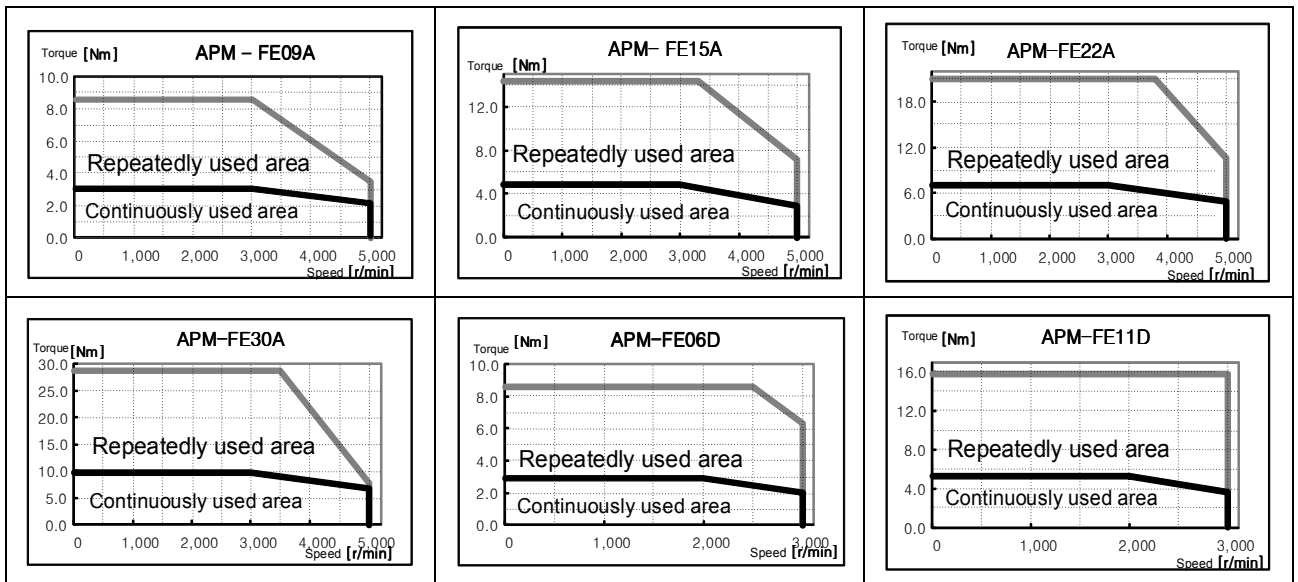 APM - FE09A
Torque [Nm]
10.0
8.0
6.0
4.0
2.0
0.0
Repeatedly used area
Continuously used area
0 1,000 2,000 3,000 4,000 5,000
Speed [r/min]
APM- FE15A
Torque [Nm]
12.0
8.0
4.0
0.0
Repeatedly used area
Continuously used area
0 1,000 2,000 3,000 4,000 5,000
Speed [r/min]
APM-FE22A
Torque [Nm]
18.0
12.0
6.0
0.0
Repeatedly used area
Continuously used area
0 1,000 2,000 3,000 4,000 5,000
Speed [r/min]
APM-FE30A
Torque [Nm]
30.0
25.0
20.0
15.0
10.0
5.0
0.0
Repeatedly used area
Continuously used area
0 1,000 2,000 3,000 4,000 5,000
Speed [r/min]
APM-FE06D
Torque [Nm]
10.0
8.0
6.0
4.0
2.0
0.0
Repeatedly used area
Continuously used area
0 1,000 2,000 3,000
Speed [r/min]
APM-FE11D
Torque [Nm]
16.0
12.0
8.0
4.0
0.0
Repeatedly used area
Continuously used area
0 1,000 2,000 3,000
Speed [r/min]